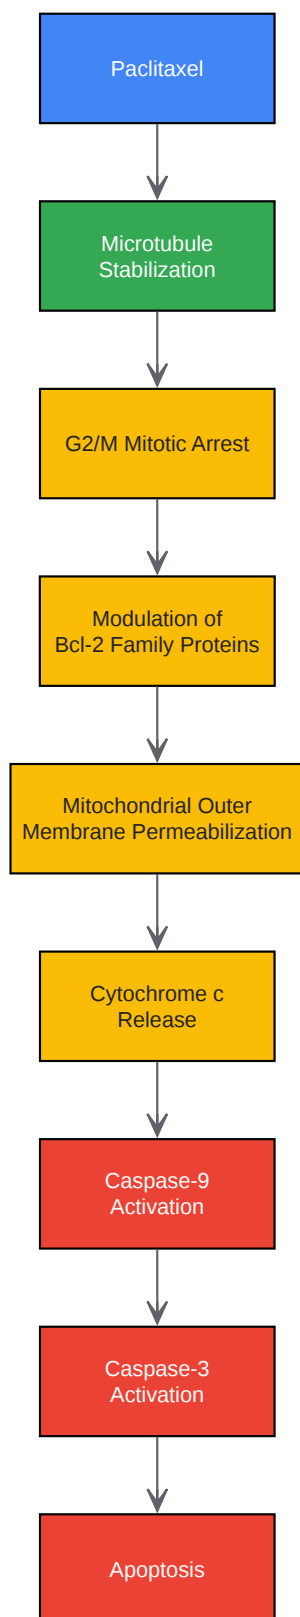 Paclitaxel
Microtubule
Stabilization
G2/M Mitotic Arrest
Modulation of
Bcl-2 Family Proteins
Mitochondrial Outer
Membrane Permeabilization
Cytochrome c
Release
Caspase-9
Activation
Caspase-3
Activation
Apoptosis